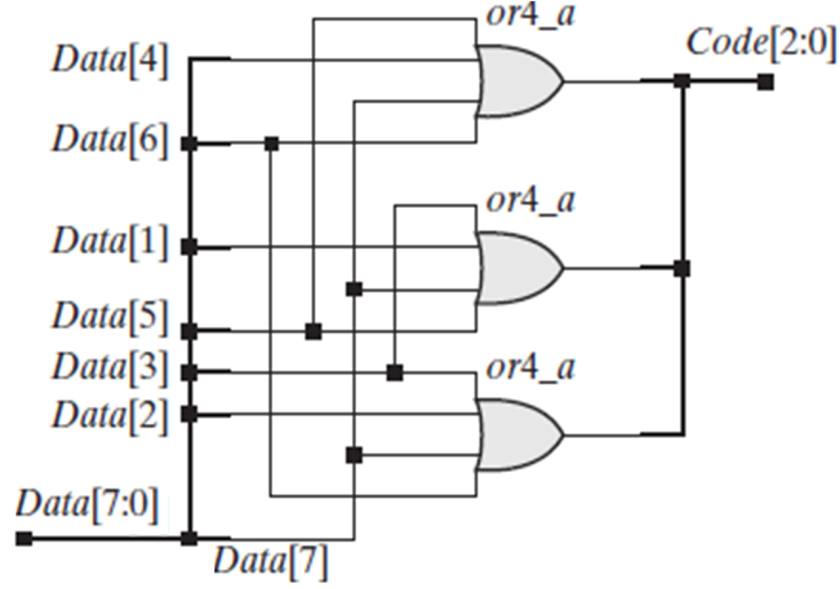 or4_a
Code[2:0]
Data[4]
Data[6]
or4_a
Data[1]
Data[5]
Data[3]
or4_a
Data[2]
Data[7:0]
Data[7]